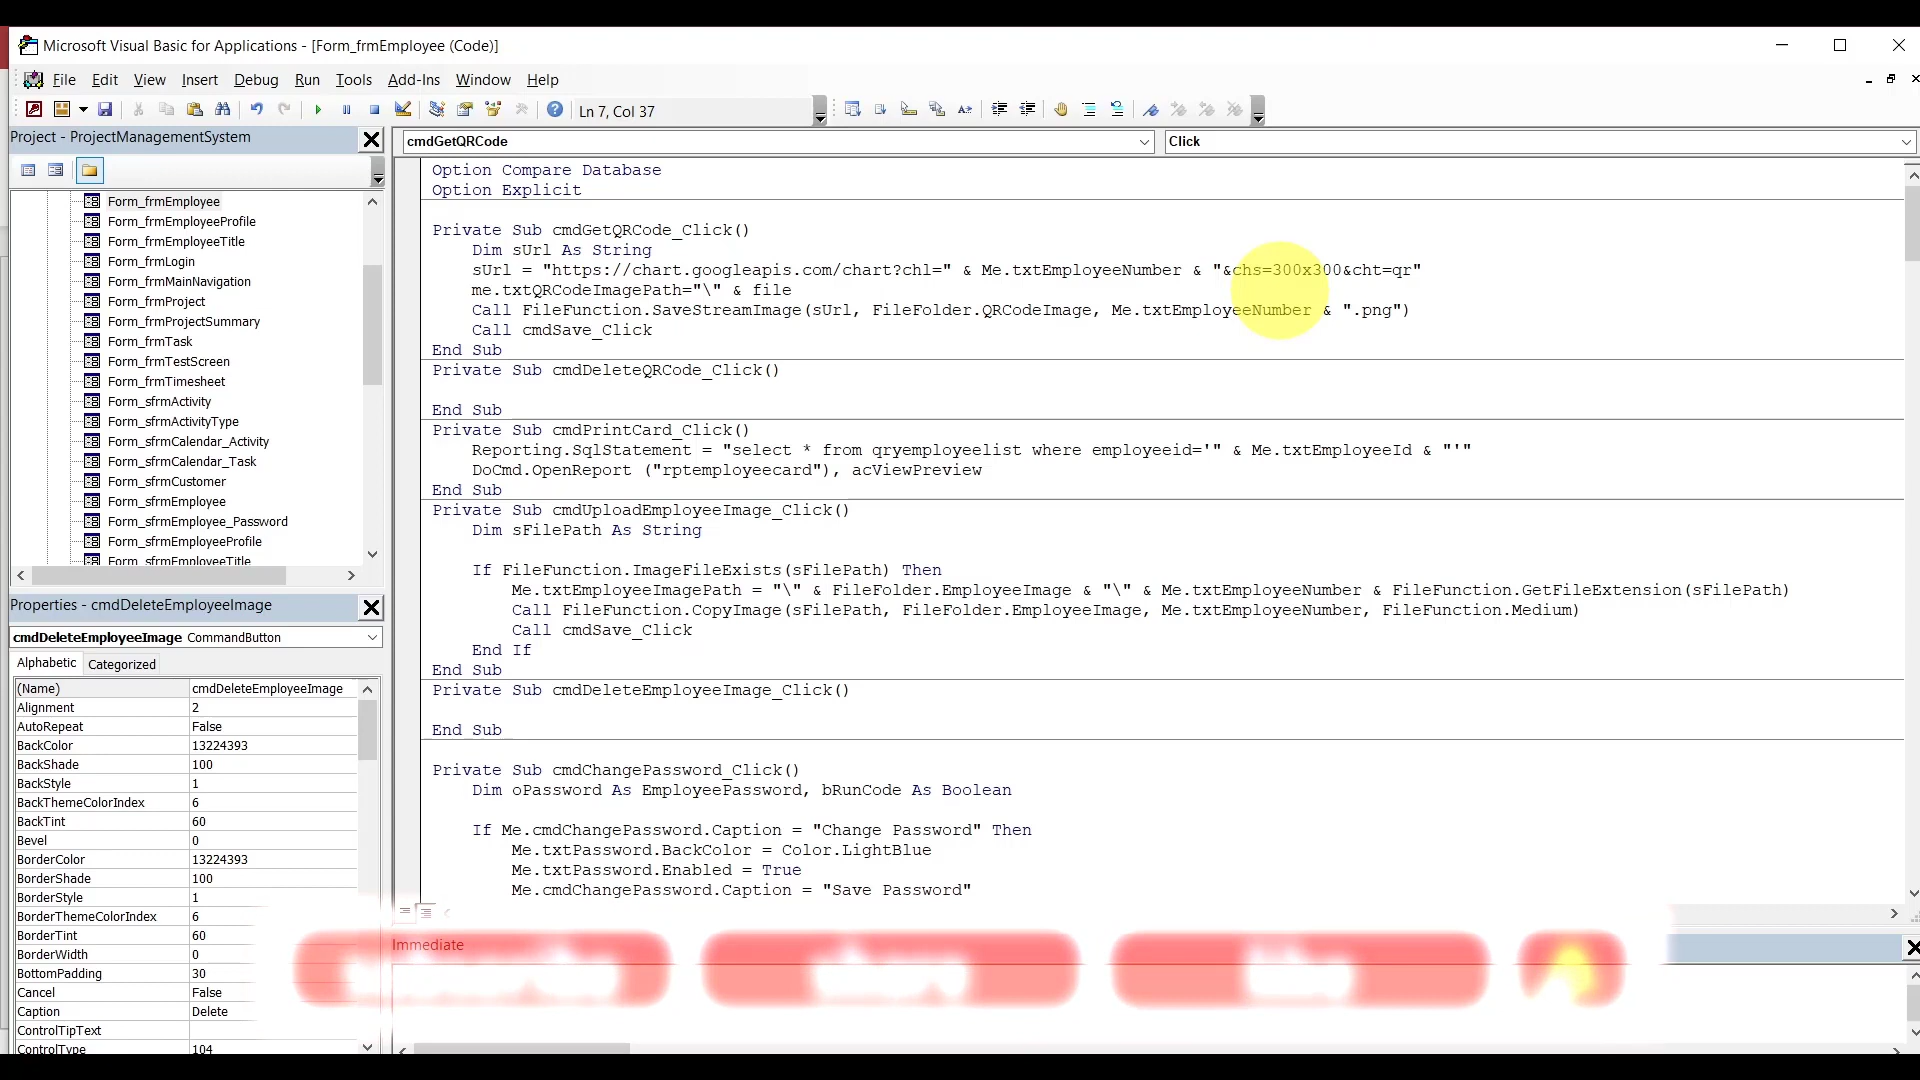 Microsoft Visual Basic for Applications - [Form_frmEmployee (Code)]
File Edit View Insert Debug Run Tools Add-Ins Window Help
Ln 7, Col 37
Project - ProjectManagementSystem
Form_frmEmployee
Form_frmEmployeeProfile
Form_frmEmployeeTitle
Form_frmLogin
Form_frmMainNavigation
Form_frmProject
Form_frmProjectSummary
Form_frmTask
Form_frmTestScreen
Form_frmTimesheet
Form_sfrmActivity
Form_sfrmActivityType
Form_sfrmCalendar_Activity
Form_sfrmCalendar_Task
Form_sfrmCustomer
Form_sfrmEmployee
Form_sfrmEmployee_Password
Form_sfrmEmployeeProfile
Form_sfrmEmployeeTitle
Properties - cmdDeleteEmployeeImage
cmdDeleteEmployeeImage CommandButton
Alphabetic Categorized
(Name) cmdDeleteEmployeeImage
Alignment 2
AutoRepeat False
BackColor 13224393
BackShade 100
BackStyle 1
BackThemeColorIndex 6
BackTint 60
Bevel 0
BorderColor 13224393
BorderShade 100
BorderStyle 1
BorderThemeColorIndex 6
BorderTint 60
BorderWidth 0
BottomPadding 30
Cancel False
Caption Delete
ControlTipText
ControlType 104
cmdGetQRCode Click
Option Compare Database
Option Explicit
Private Sub cmdGetQRCode_Click()
Dim sUrl As String
sUrl = "https://chart.googleapis.com/chart?chl=" & Me.txtEmployeeNumber & "&chs=300x300&cht=qr"
me.txtQRCodeImagePath="\" & file
Call FileFunction.SaveStreamImage(sUrl, FileFolder.QRCodeImage, Me.txtEmployeeNumber & ".png")
Call cmdSave_Click
End Sub
Private Sub cmdDeleteQRCode_Click()
End Sub
Private Sub cmdPrintCard_Click()
Reporting.SqlStatement = "select * from qryemployeelist where employeeid='" & Me.txtEmployeeId & "'"
DoCmd.OpenReport ("rptemployeecard"), acViewPreview
End Sub
Private Sub cmdUploadEmployeeImage_Click()
Dim sFilePath As String
If FileFunction.ImageFileExists(sFilePath) Then
Me.txtEmployeeImagePath = "\" & FileFolder.EmployeeImage & "\" & Me.txtEmployeeNumber & FileFunction.GetFileExtension(sFilePath)
Call FileFunction.CopyImage(sFilePath, FileFolder.EmployeeImage, Me.txtEmployeeNumber, FileFunction.Medium)
Call cmdSave_Click
End If
End Sub
Private Sub cmdDeleteEmployeeImage_Click()
End Sub
Private Sub cmdChangePassword_Click()
Dim oPassword As EmployeePassword, bRunCode As Boolean
If Me.cmdChangePassword.Caption = "Change Password" Then
Me.txtPassword.BackColor = Color.LightBlue
Me.txtPassword.Enabled = True
Me.cmdChangePassword.Caption = "Save Password"
Immediate